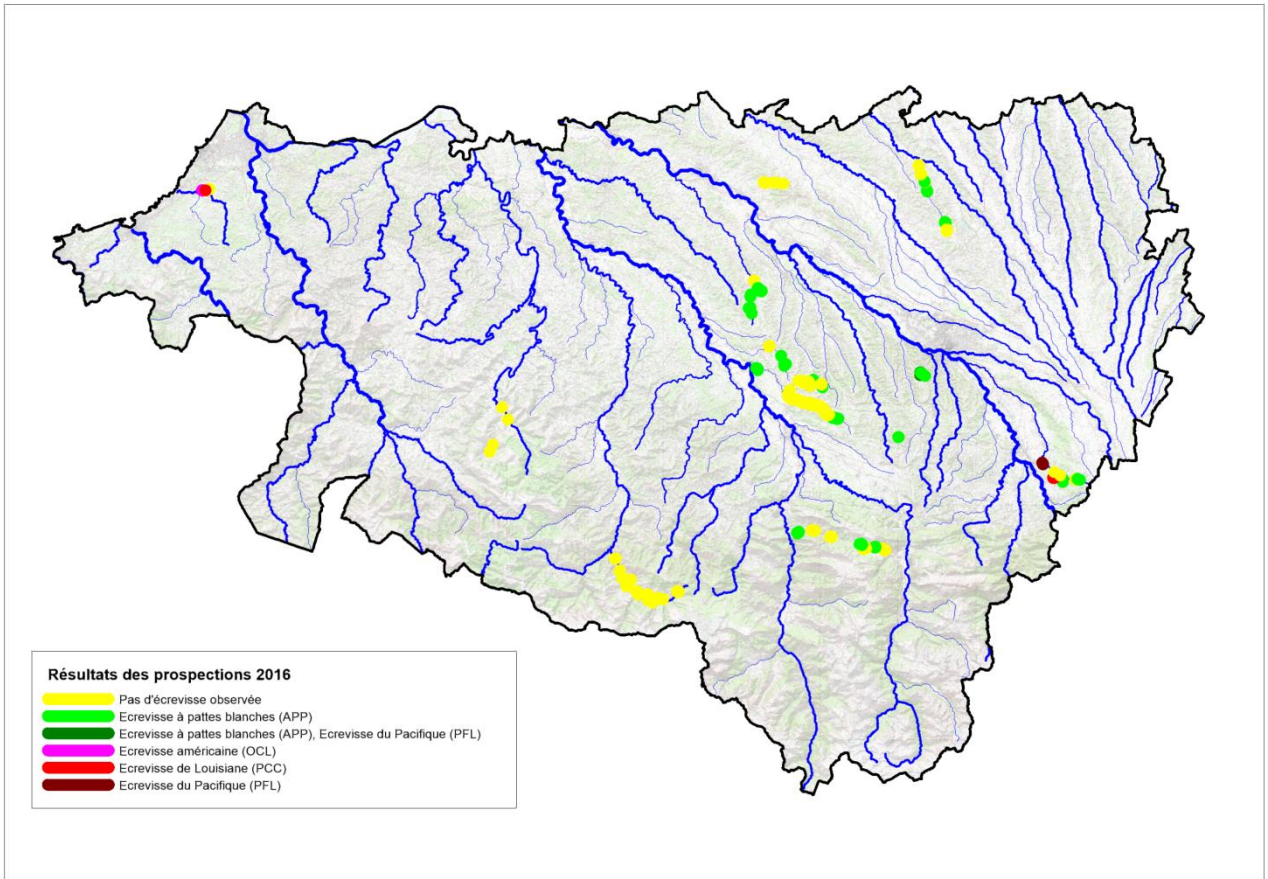 Résultats des prospections 2016
Pas d'écrevisse observée
Ecrevisse à pattes blanches (APP)
Ecrevisse à pattes blanches (APP), Ecrevisse du Pacifique (PFL)
Ecrevisse américaine (OCL)
Ecrevisse de Louisiane (PCC)
Ecrevisse du Pacifique (PFL)